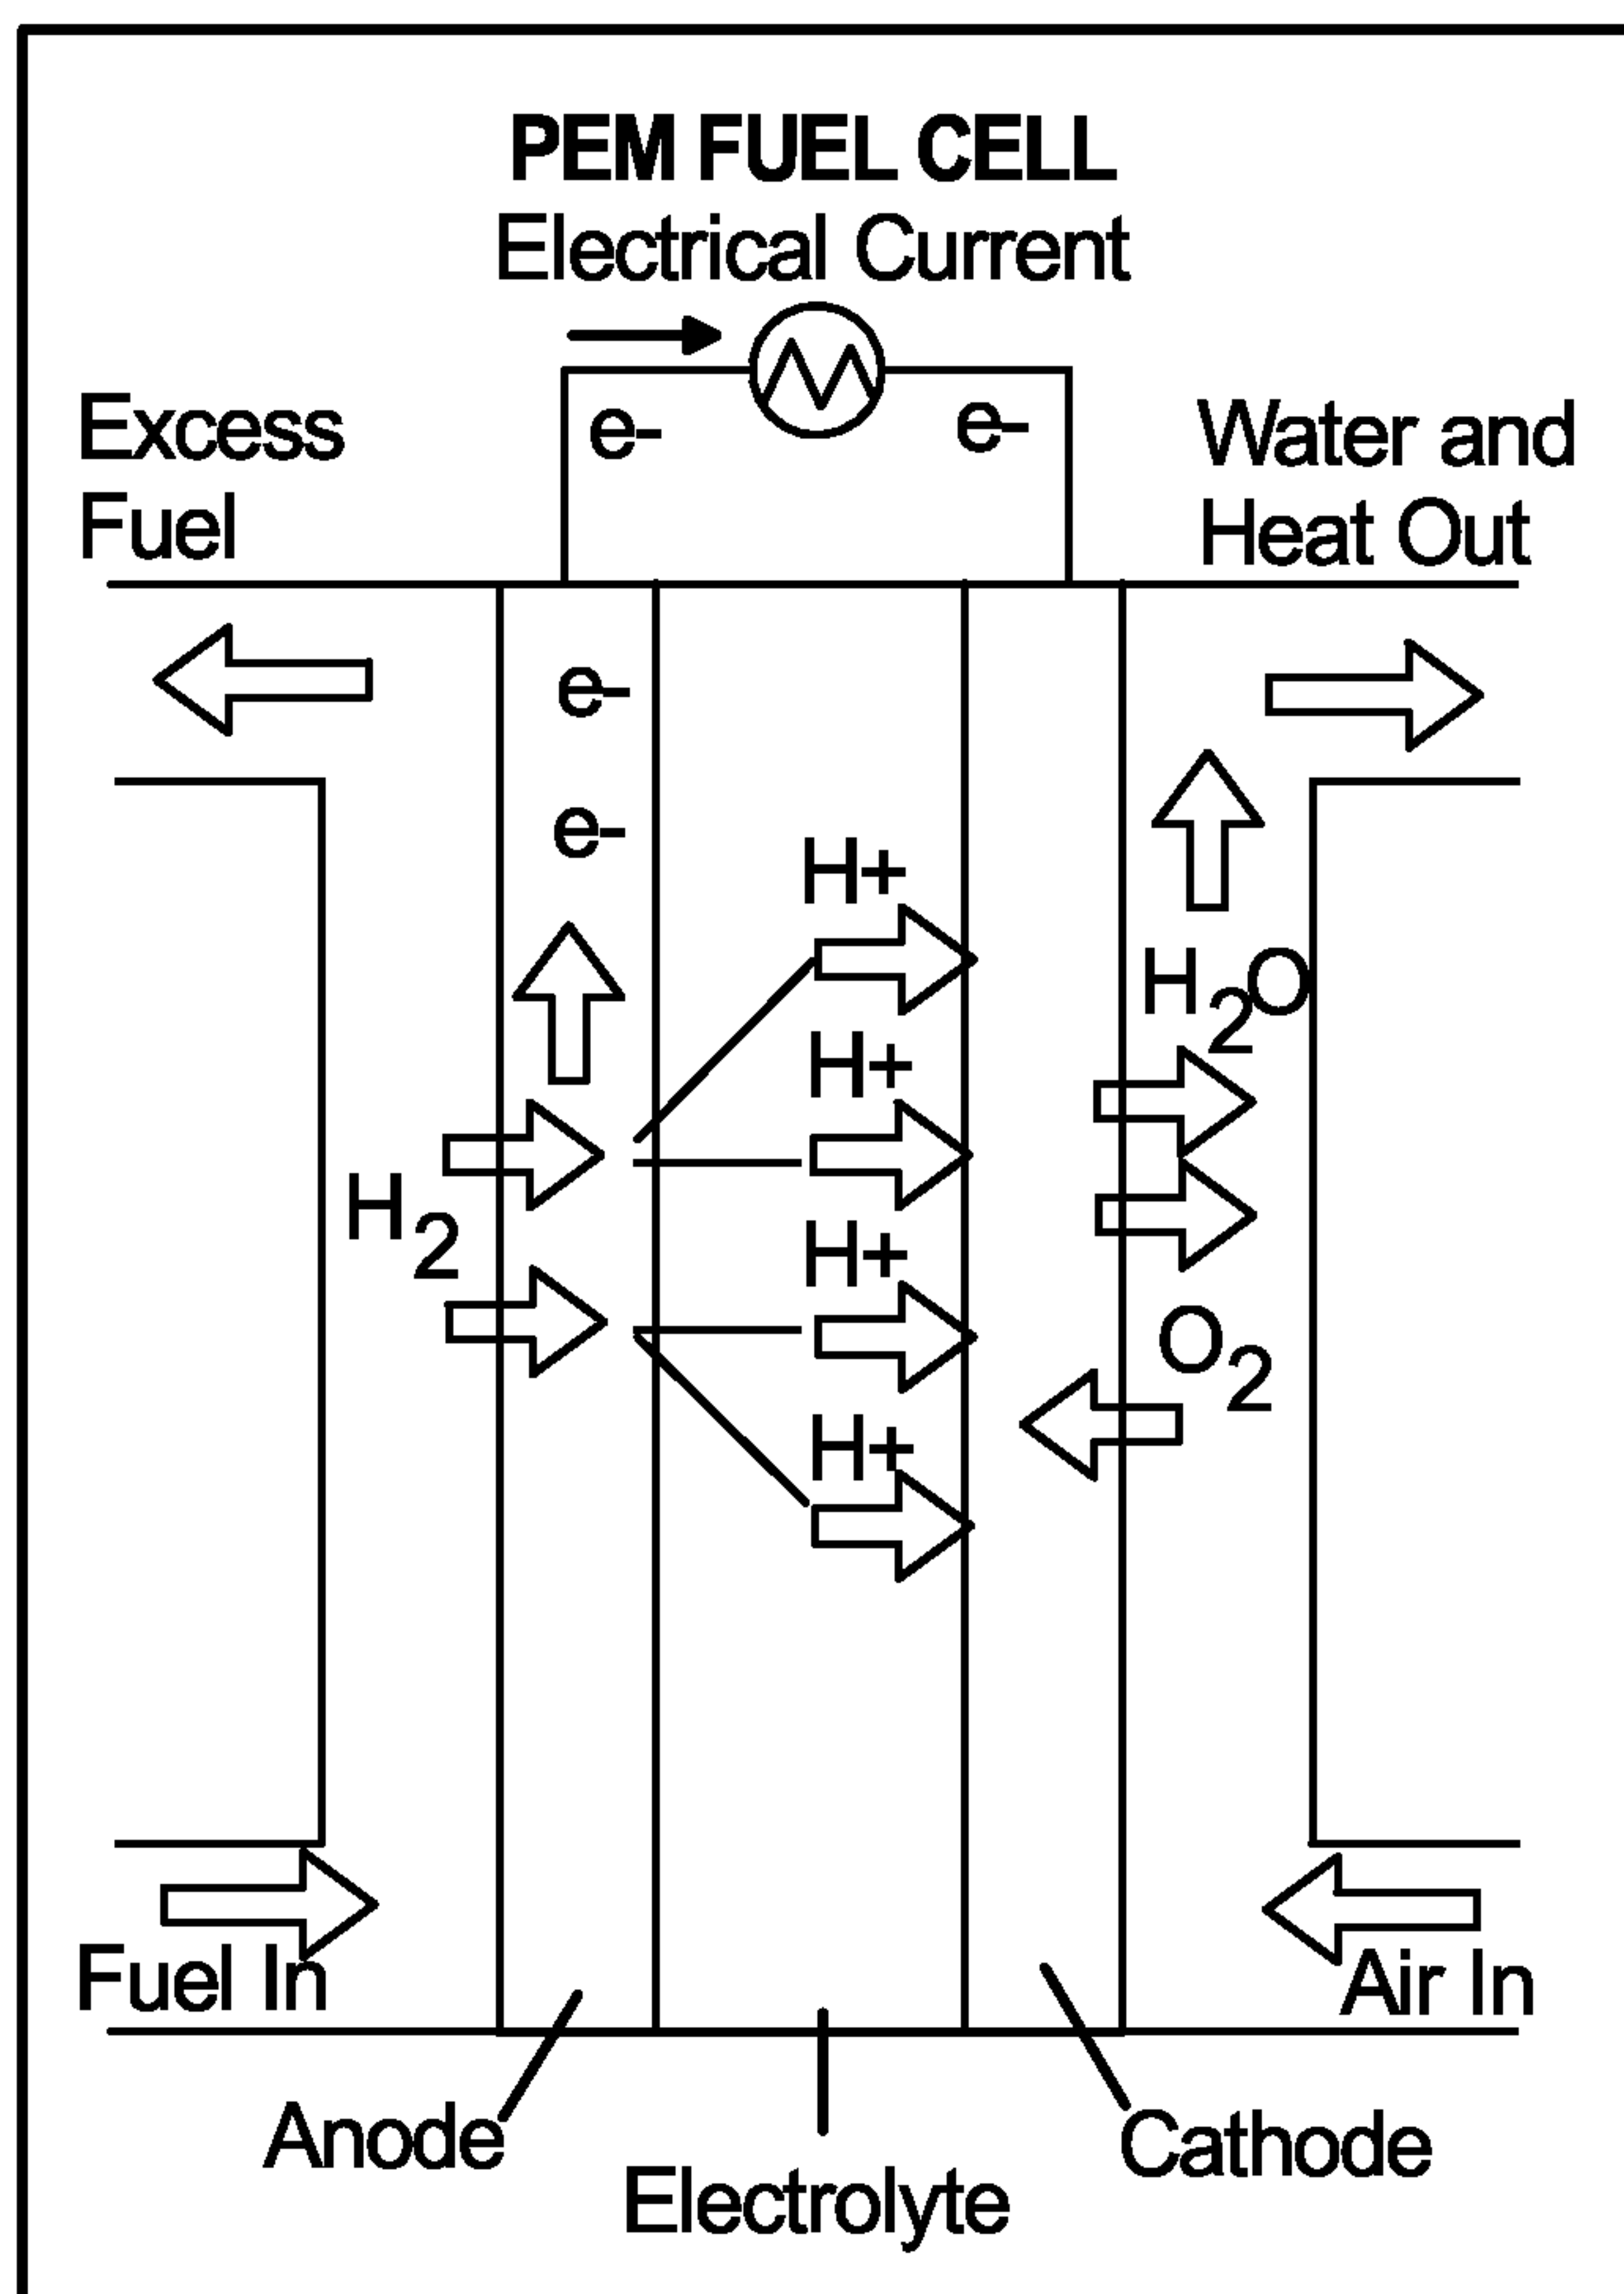 PEM FUEL CELL
Electrical Current
Excess
Fuel
e-
e-
Water and
Heat Out
e-
e-
H+
H2O
H+
H2
H+
O2
H+
Fuel In
Air In
Anode
Electrolyte
Cathode